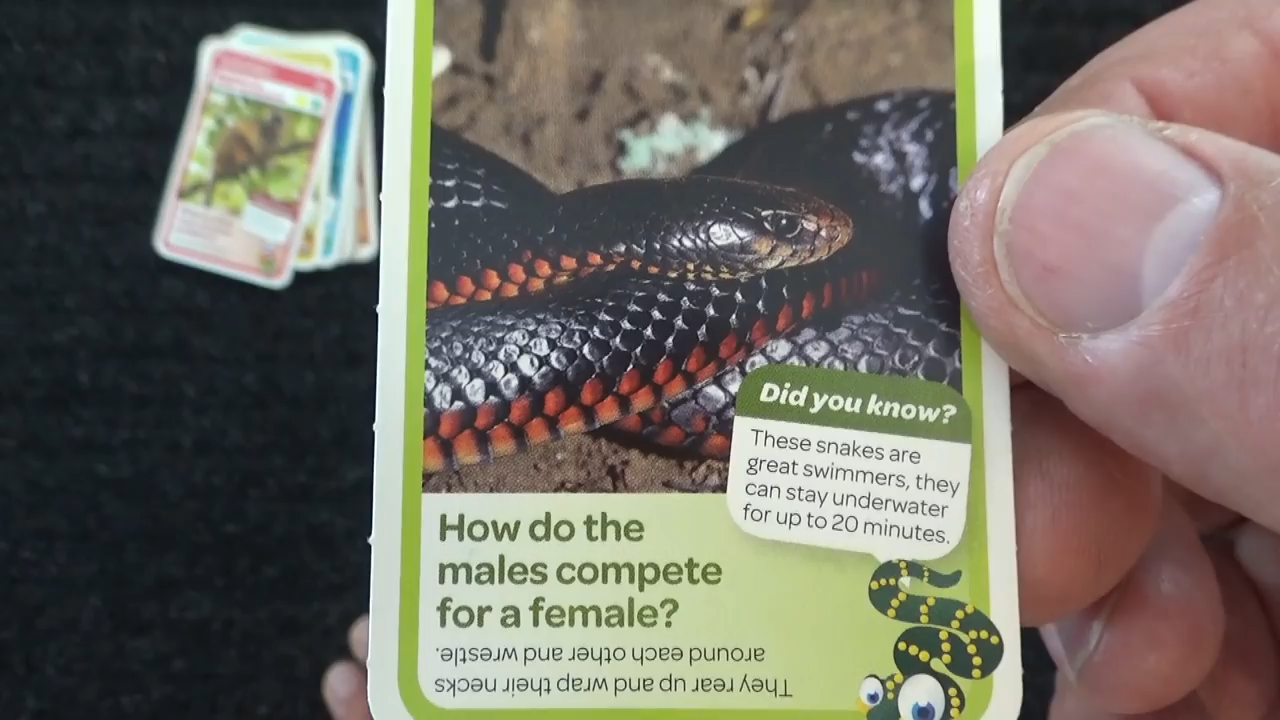 Did you know?
These snakes are
great swimmers, they
can stay underwater
for up to 20 minutes.
How do the
males compete
for a female?
They rear up and wrap their necks
around each other and wrestle.